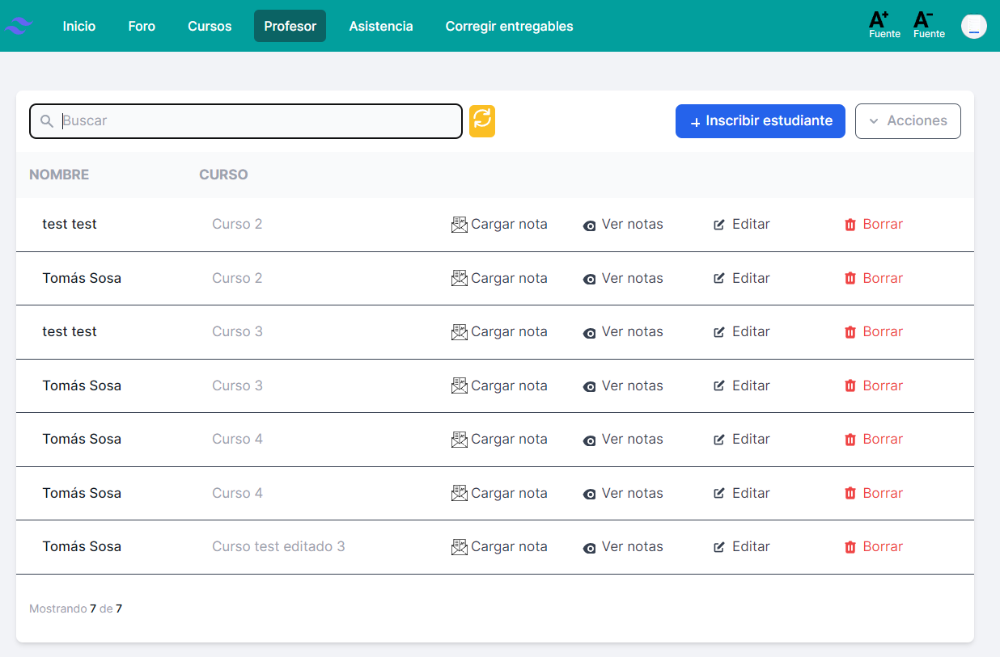 Inicio Foro Cursos Profesor Asistencia Corregir entregables A+ Fuente A- Fuente
Buscar + Inscribir estudiante Acciones
NOMBRE CURSO
test test Curso 2 Cargar nota Ver notas Editar Borrar
Tomás Sosa Curso 2 Cargar nota Ver notas Editar Borrar
test test Curso 3 Cargar nota Ver notas Editar Borrar
Tomás Sosa Curso 3 Cargar nota Ver notas Editar Borrar
Tomás Sosa Curso 4 Cargar nota Ver notas Editar Borrar
Tomás Sosa Curso 4 Cargar nota Ver notas Editar Borrar
Tomás Sosa Curso test editado 3 Cargar nota Ver notas Editar Borrar
Mostrando 7 de 7